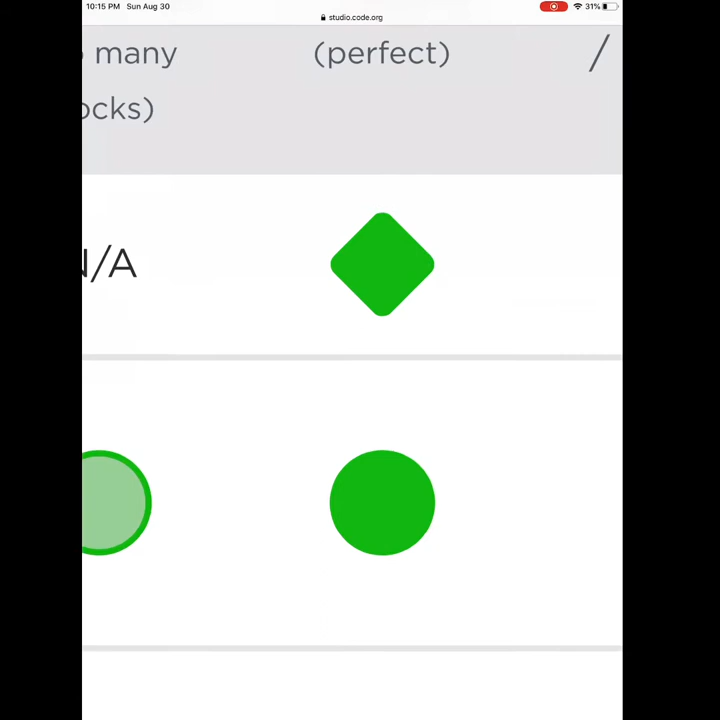 10:15 PM Sun Aug 30
31%
studio.code.org
many
(perfect) /
ocks)
/A